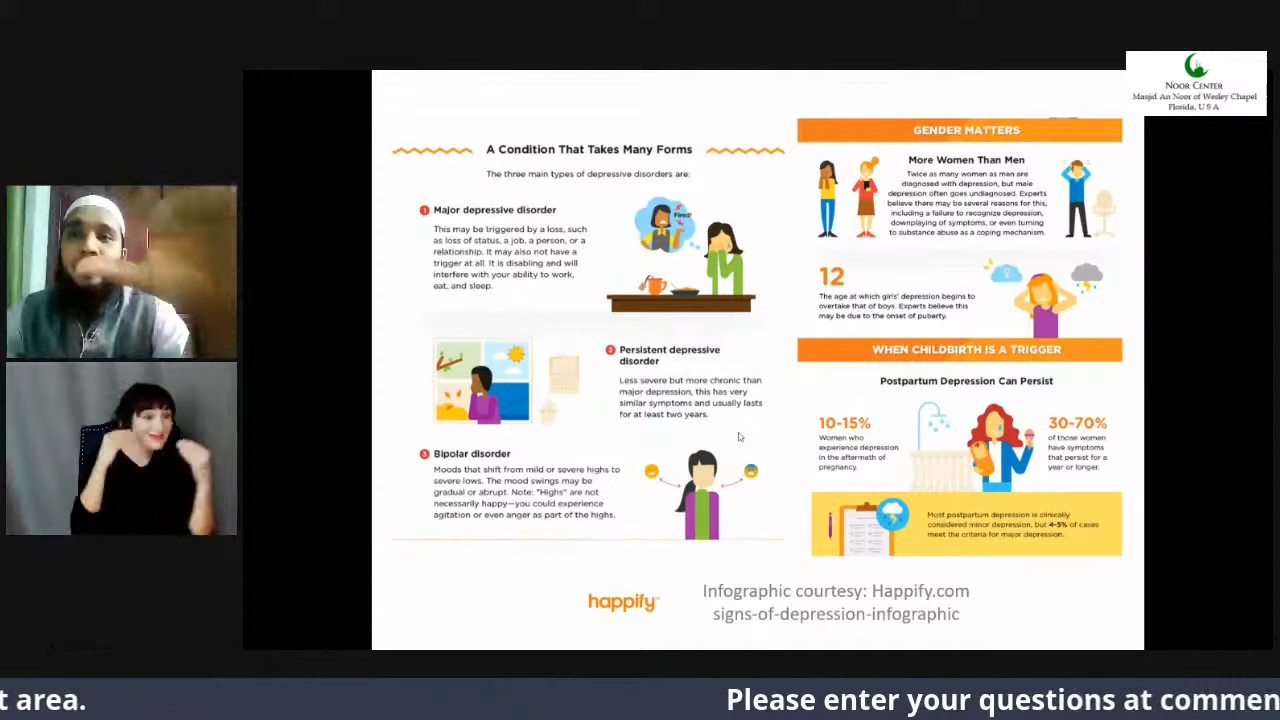 NOOR CENTER
Masjid An Noor of Wesley Chapel
Florida, U S A
A Condition That Takes Many Forms
The three main types of depressive disorders are:
1 Major depressive disorder
This may be triggered by a loss, such
as loss of status, a job, a person, or a
relationship. It may also not have a
trigger at all. It is disabling and will
interfere with your ability to work,
eat, and sleep.
Fired!
2 Persistent depressive
disorder
Less severe but more chronic than
major depression, this has very
similar symptoms and usually lasts
for at least two years.
3 Bipolar disorder
Moods that shift from mild or severe highs to
severe lows. The mood swings may be
gradual or abrupt. Note: "Highs" are not
necessarily happy—you could experience
agitation or even anger as part of the highs.
GENDER MATTERS
More Women Than Men
Twice as many women as men are
diagnosed with depression, but male
depression often goes undiagnosed. Experts
believe there may be several reasons for this,
including a failure to recognize depression,
downplaying of symptoms, or even turning
to substance abuse as a coping mechanism.
12
The age at which girls' depression begins to
overtake that of boys. Experts believe this
may be due to the onset of puberty.
WHEN CHILDBIRTH IS A TRIGGER
Postpartum Depression Can Persist
10-15%
Women who
experience depression
in the aftermath of
pregnancy.
30-70%
of those women
have symptoms
that persist for a
year or longer.
Most postpartum depression is clinically
considered minor depression, but 4-5% of cases
meet the criteria for major depression.
happify
Infographic courtesy: Happify.com
signs-of-depression-infographic
t area.
Please enter your questions at commen